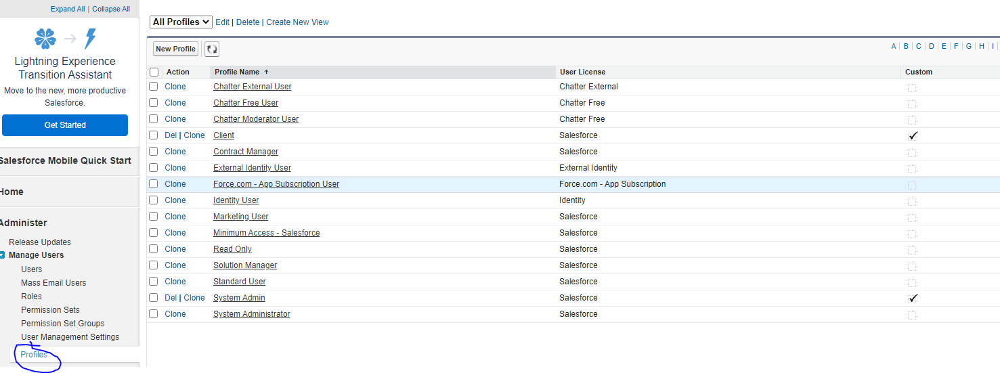 Expand All | Collapse All
Lightning Experience
Transition Assistant
Move to the new, more productive
Salesforce.
Get Started
Salesforce Mobile Quick Start
Home
Administer
Release Updates
Manage Users
Users
Mass Email Users
Roles
Permission Sets
Permission Set Groups
User Management Settings
Profiles
All Profiles Edit | Delete | Create New View
New Profile
A | B | C | D | E | F | G | H | I |
Action Profile Name ↑ User License Custom
Clone Chatter External User Chatter External
Clone Chatter Free User Chatter Free
Clone Chatter Moderator User Chatter Free
Del | Clone Client Salesforce
Clone Contract Manager Salesforce
Clone External Identity User External Identity
Clone Force.com - App Subscription User Force.com - App Subscription
Clone Identity User Identity
Clone Marketing User Salesforce
Clone Minimum Access - Salesforce Salesforce
Clone Read Only Salesforce
Clone Solution Manager Salesforce
Clone Standard User Salesforce
Del | Clone System Admin Salesforce
Clone System Administrator Salesforce